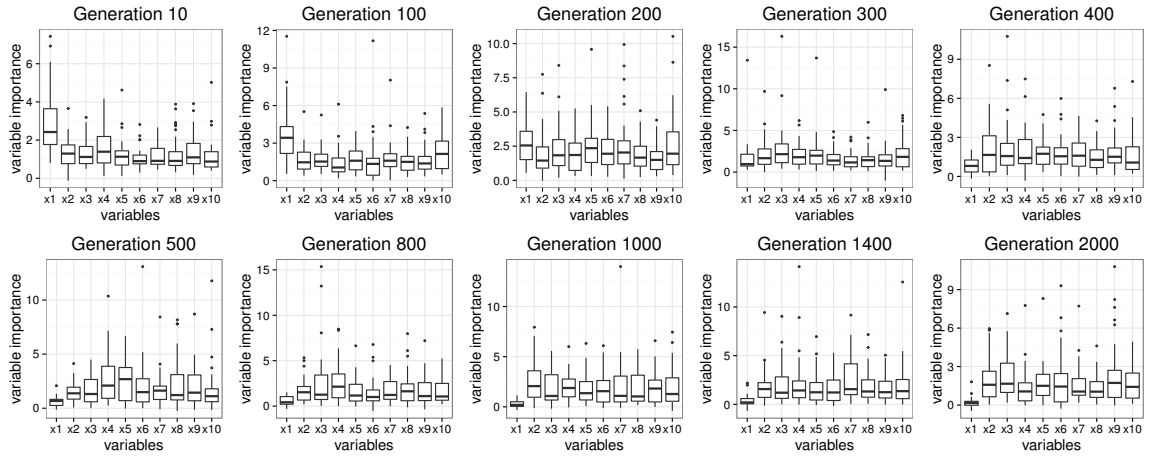 Generation 10
variable importance
6
4
2
0
x1 x2 x3 x4 x5 x6 x7 x8 x9 x10
variables
Generation 100
variable importance
12
9
6
3
0
x1 x2 x3 x4 x5 x6 x7 x8 x9 x10
variables
Generation 200
variable importance
10.0
7.5
5.0
2.5
0.0
x1 x2 x3 x4 x5 x6 x7 x8 x9 x10
variables
Generation 300
variable importance
15
10
5
0
x1 x2 x3 x4 x5 x6 x7 x8 x9 x10
variables
Generation 400
variable importance
9
6
3
0
x1 x2 x3 x4 x5 x6 x7 x8 x9 x10
variables
Generation 500
variable importance
10
5
0
x1 x2 x3 x4 x5 x6 x7 x8 x9 x10
variables
Generation 800
variable importance
15
10
5
0
x1 x2 x3 x4 x5 x6 x7 x8 x9 x10
variables
Generation 1000
variable importance
10
5
0
x1 x2 x3 x4 x5 x6 x7 x8 x9 x10
variables
Generation 1400
variable importance
10
5
0
x1 x2 x3 x4 x5 x6 x7 x8 x9 x10
variables
Generation 2000
variable importance
9
6
3
0
x1 x2 x3 x4 x5 x6 x7 x8 x9 x10
variables